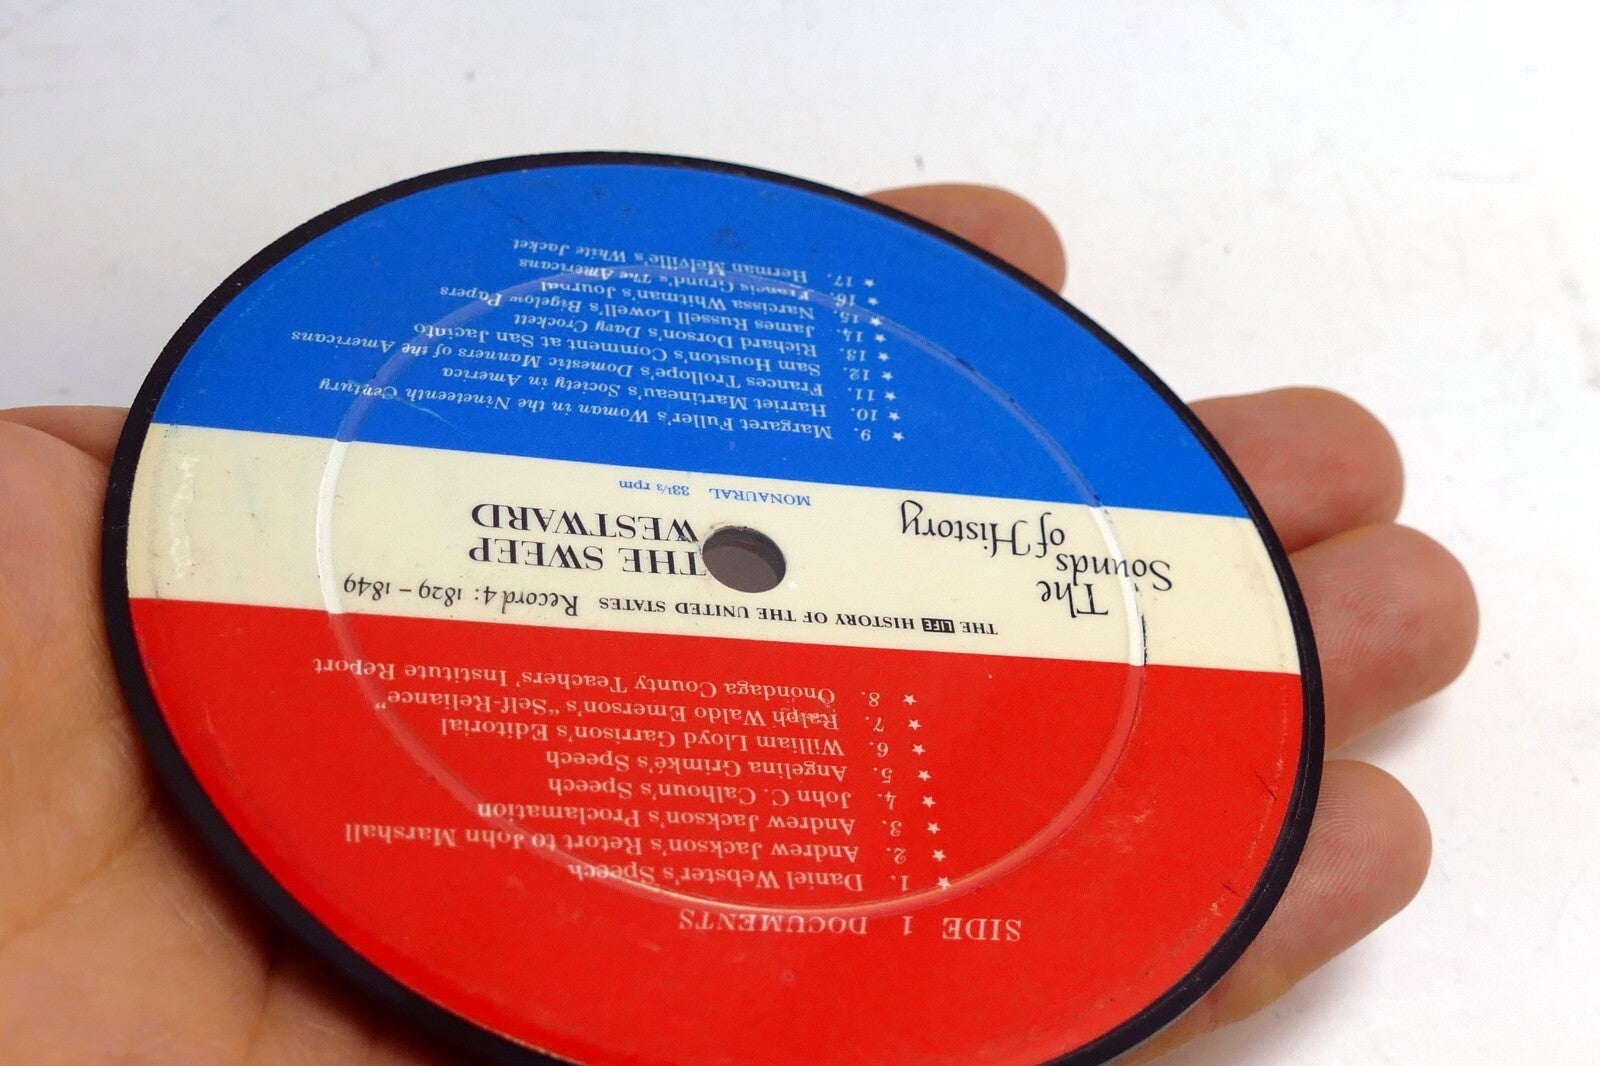 SIDE 1 DOCUMENTS
★ 1. Daniel Webster's Speech
★ 2. Andrew Jackson's Retort to John Marshall
★ 3. Andrew Jackson's Proclamation
★ 4. John C. Calhoun's Speech
★ 5. Angelina Grimké's Speech
★ 6. William Lloyd Garrison's Editorial
★ 7. Ralph Waldo Emerson's "Self-Reliance"
★ 8. Onondaga County Teachers' Institute Report
THE LIFE HISTORY OF THE UNITED STATES Record 4: 1829 – 1849
The
Sounds
of History
THE SWEEP
WESTWARD
MONAURAL 33⅓ rpm
★ 9. Margaret Fuller's Woman in the Nineteenth Century
★ 10. Harriet Martineau's Society in America
★ 11. Frances Trollope's Domestic Manners of the Americans
★ 12. Sam Houston's Comment at San Jacinto
★ 13. Richard Dorson's Davy Crockett
★ 14. James Russell Lowell's Bigelow Papers
★ 15. Narcissa Whitman's Journal
★ 16. Francis Grund's The Americans
★ 17. Herman Melville's White Jacket